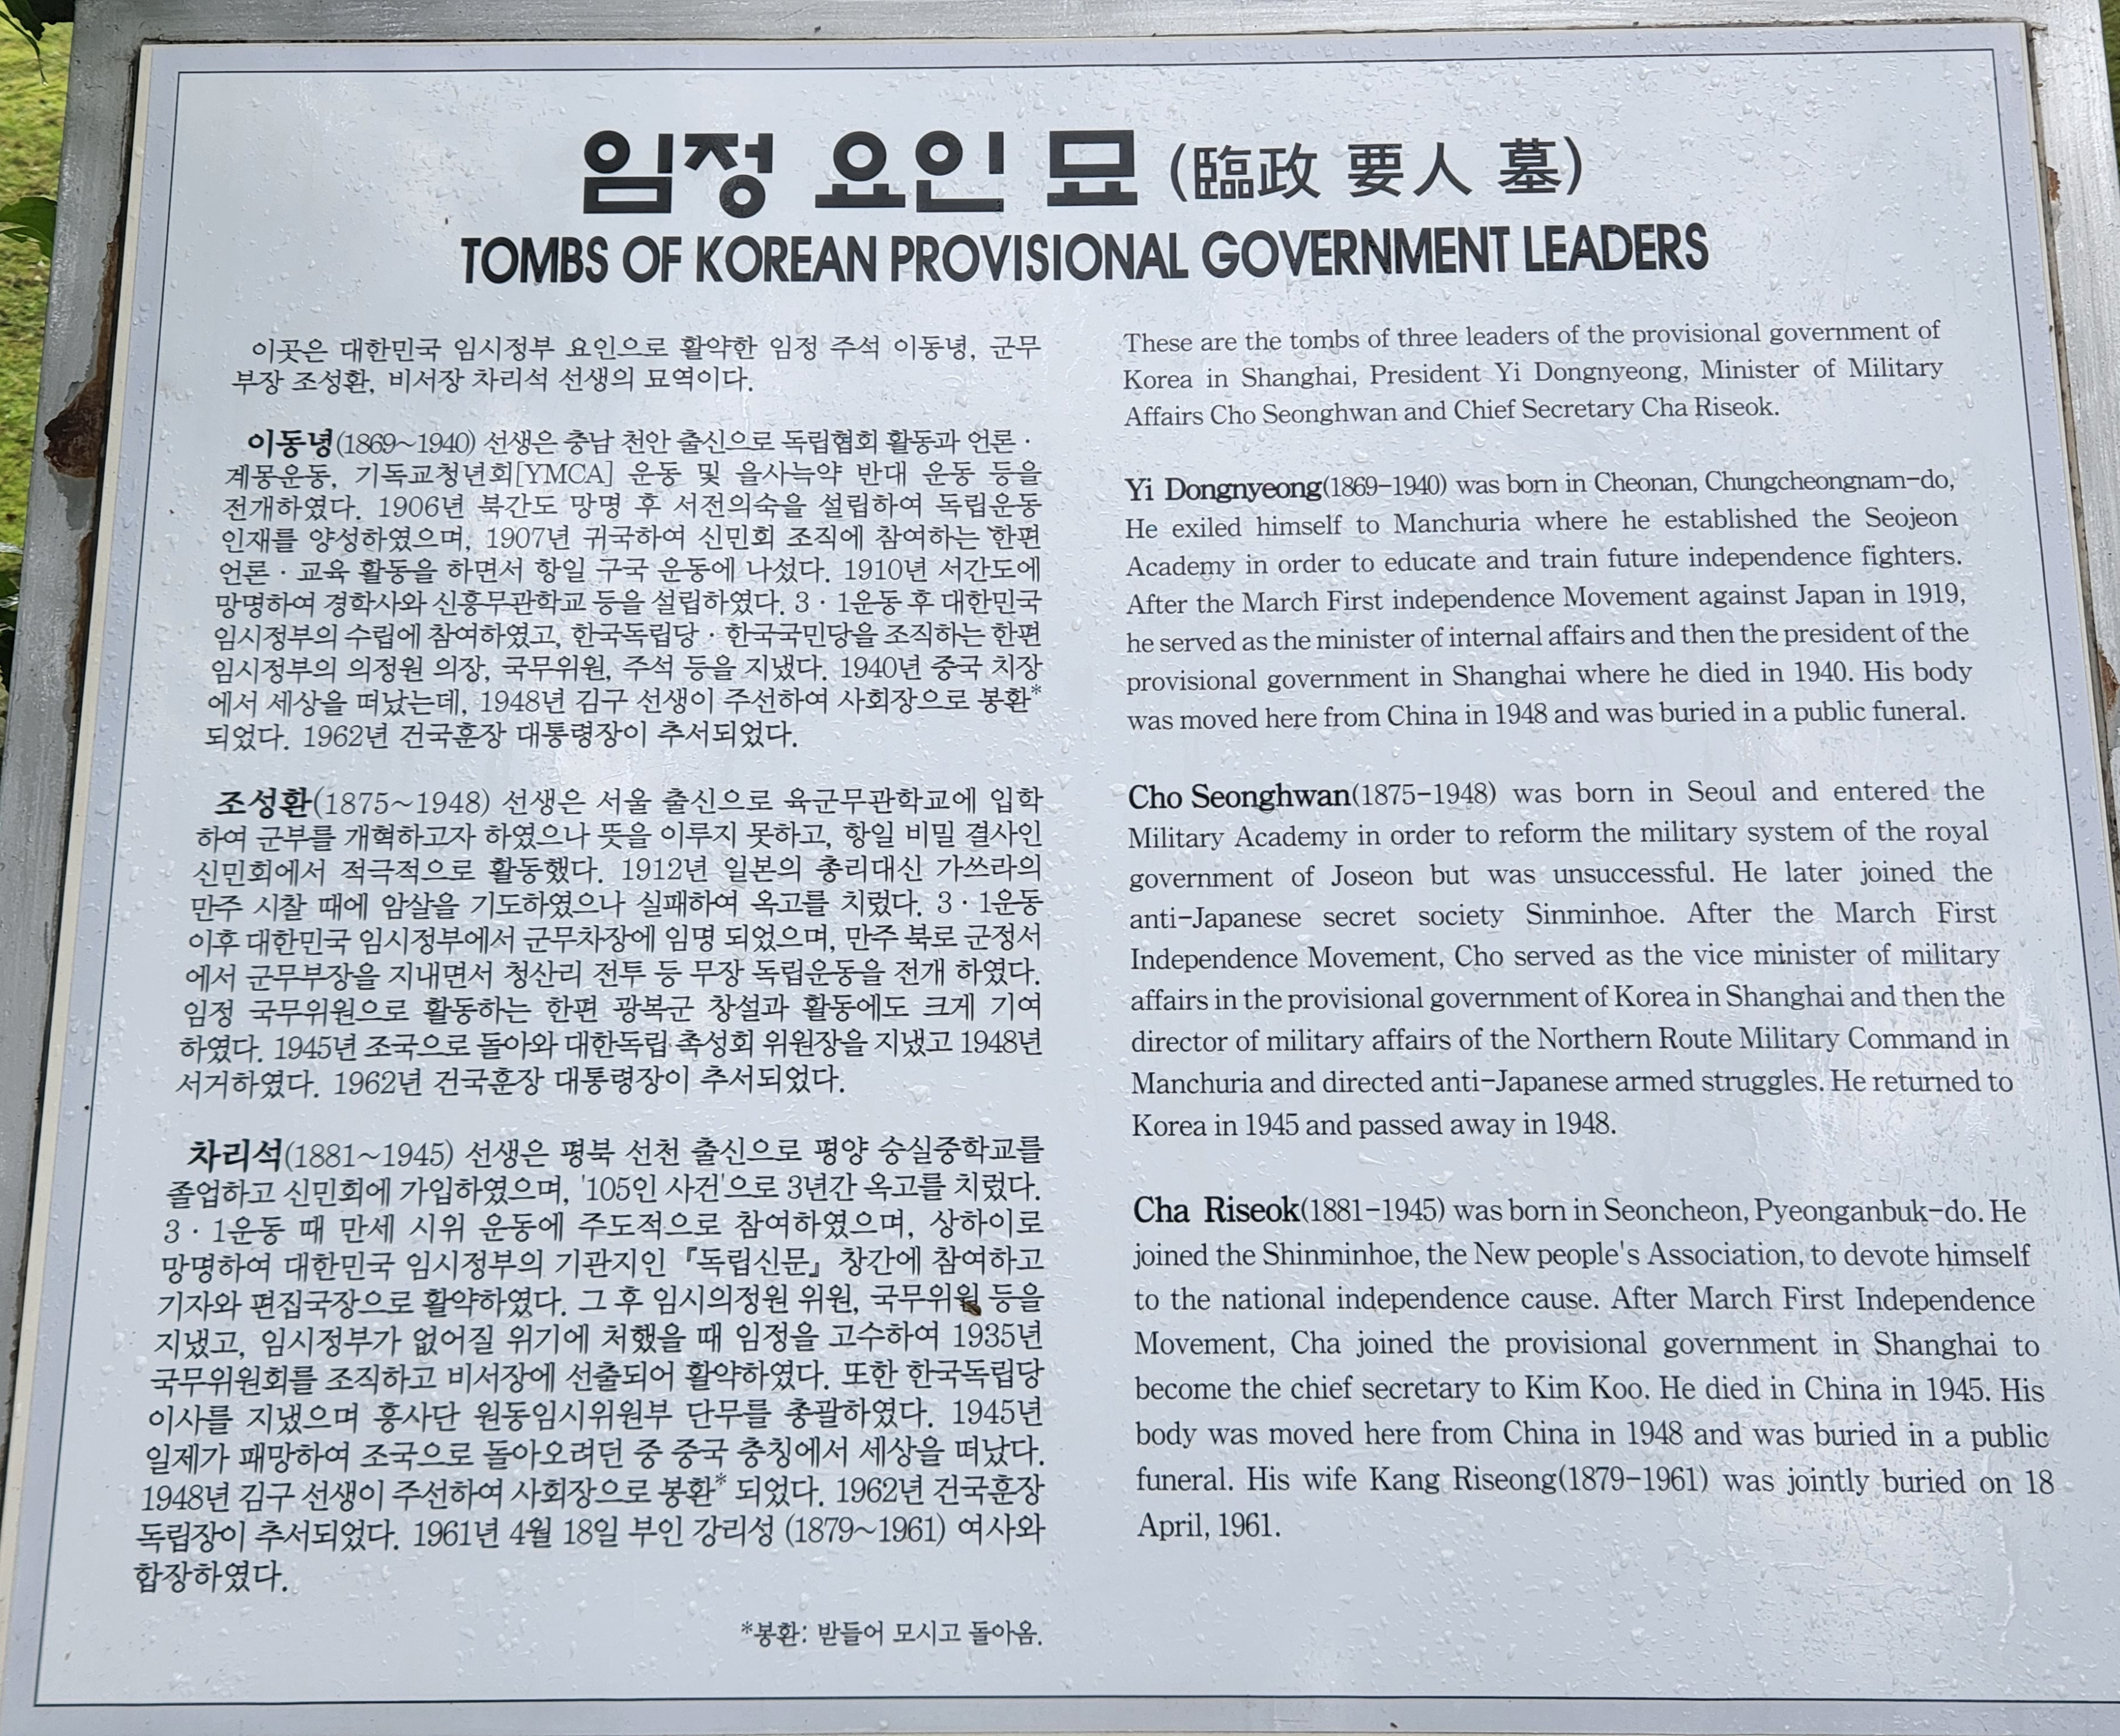 임정 요인 묘 (臨政 要人 墓)
TOMBS OF KOREAN PROVISIONAL GOVERNMENT LEADERS
이곳은 대한민국 임시정부 요인으로 활약한 임정 주석 이동녕, 군무
부장 조성환, 비서장 차리석 선생의 묘역이다.
이동녕(1869~1940) 선생은 충남 천안 출신으로 독립협회 활동과 언론 ·
계몽운동, 기독교청년회[YMCA] 운동 및 을사늑약 반대 운동 등을
전개하였다. 1906년 북간도 망명 후 서전의숙을 설립하여 독립운동
인재를 양성하였으며, 1907년 귀국하여 신민회 조직에 참여하는 한편
언론 · 교육 활동을 하면서 항일 구국 운동에 나섰다. 1910년 서간도에
망명하여 경학사와 신흥무관학교 등을 설립하였다. 3 · 1운동 후 대한민국
임시정부의 수립에 참여하였고, 한국독립당 · 한국국민당을 조직하는 한편
임시정부의 의정원 의장, 국무위원, 주석 등을 지냈다. 1940년 중국 치장
에서 세상을 떠났는데, 1948년 김구 선생이 주선하여 사회장으로 봉환*
되었다. 1962년 건국훈장 대통령장이 추서되었다.
조성환(1875~1948) 선생은 서울 출신으로 육군무관학교에 입학
하여 군부를 개혁하고자 하였으나 뜻을 이루지 못하고, 항일 비밀 결사인
신민회에서 적극적으로 활동했다. 1912년 일본의 총리대신 가쓰라의
만주 시찰 때에 암살을 기도하였으나 실패하여 옥고를 치렀다. 3 · 1운동
이후 대한민국 임시정부에서 군무차장에 임명 되었으며, 만주 북로 군정서
에서 군무부장을 지내면서 청산리 전투 등 무장 독립운동을 전개 하였다.
임정 국무위원으로 활동하는 한편 광복군 창설과 활동에도 크게 기여
하였다. 1945년 조국으로 돌아와 대한독립 촉성회 위원장을 지냈고 1948년
서거하였다. 1962년 건국훈장 대통령장이 추서되었다.
차리석(1881~1945) 선생은 평북 선천 출신으로 평양 숭실중학교를
졸업하고 신민회에 가입하였으며, '105인 사건'으로 3년간 옥고를 치렀다.
3 · 1운동 때 만세 시위 운동에 주도적으로 참여하였으며, 상하이로
망명하여 대한민국 임시정부의 기관지인 『독립신문』 창간에 참여하고
기자와 편집국장으로 활약하였다. 그 후 임시의정원 위원, 국무위원 등을
지냈고, 임시정부가 없어질 위기에 처했을 때 임정을 고수하여 1935년
국무위원회를 조직하고 비서장에 선출되어 활약하였다. 또한 한국독립당
이사를 지냈으며 흥사단 원동임시위원부 단무를 총괄하였다. 1945년
일제가 패망하여 조국으로 돌아오려던 중 중국 충칭에서 세상을 떠났다.
1948년 김구 선생이 주선하여 사회장으로 봉환* 되었다. 1962년 건국훈장
독립장이 추서되었다. 1961년 4월 18일 부인 강리성 (1879~1961) 여사와
합장하였다.
*봉환: 받들어 모시고 돌아옴.
These are the tombs of three leaders of the provisional government of
Korea in Shanghai, President Yi Dongnyeong, Minister of Military
Affairs Cho Seonghwan and Chief Secretary Cha Riseok.
Yi Dongnyeong(1869-1940) was born in Cheonan, Chungcheongnam-do,
He exiled himself to Manchuria where he established the Seojeon
Academy in order to educate and train future independence fighters.
After the March First independence Movement against Japan in 1919,
he served as the minister of internal affairs and then the president of the
provisional government in Shanghai where he died in 1940. His body
was moved here from China in 1948 and was buried in a public funeral.
Cho Seonghwan(1875-1948) was born in Seoul and entered the
Military Academy in order to reform the military system of the royal
government of Joseon but was unsuccessful. He later joined the
anti-Japanese secret society Sinminhoe. After the March First
Independence Movement, Cho served as the vice minister of military
affairs in the provisional government of Korea in Shanghai and then the
director of military affairs of the Northern Route Military Command in
Manchuria and directed anti-Japanese armed struggles. He returned to
Korea in 1945 and passed away in 1948.
Cha Riseok(1881-1945) was born in Seoncheon, Pyeonganbuk-do. He
joined the Shinminhoe, the New people's Association, to devote himself
to the national independence cause. After March First Independence
Movement, Cha joined the provisional government in Shanghai to
become the chief secretary to Kim Koo. He died in China in 1945. His
body was moved here from China in 1948 and was buried in a public
funeral. His wife Kang Riseong(1879-1961) was jointly buried on 18
April, 1961.